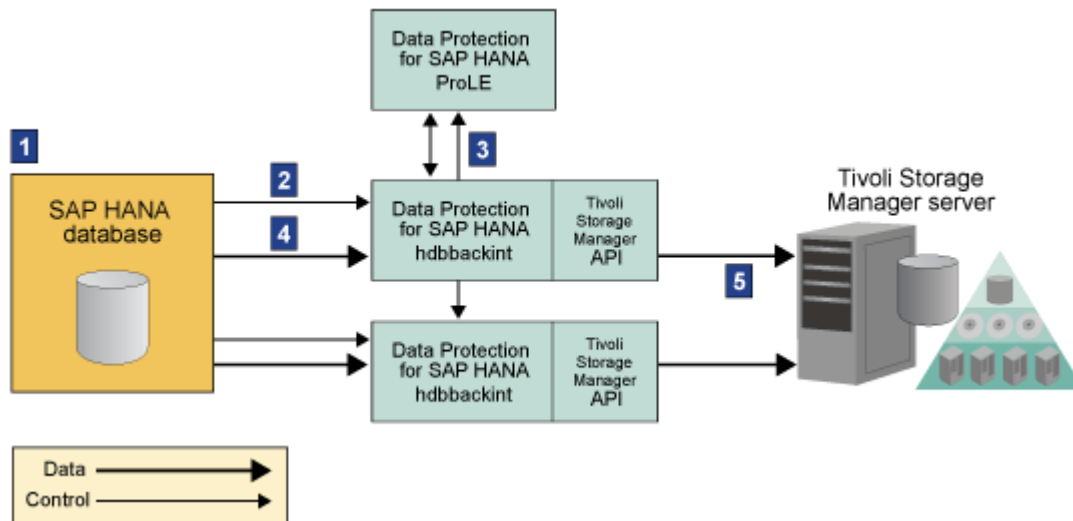 Data Protection
for SAP HANA
ProLE
1
3
2
SAP HANA
database
4
Data Protection
for SAP HANA
hdbbackint
Tivoli
Storage
Manager
API
5
Tivoli Storage
Manager server
Data Protection
for SAP HANA
hdbbackint
Tivoli
Storage
Manager
API
Data
Control